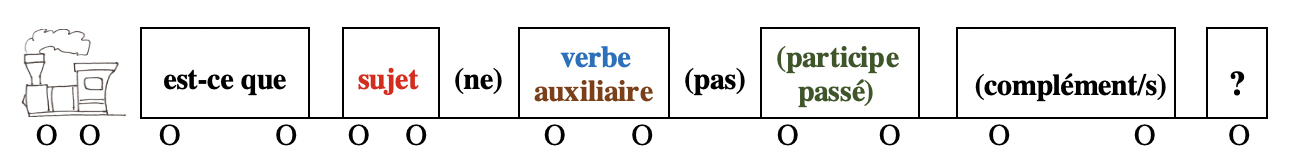 est-ce que sujet (ne) verbe auxiliaire (pas) (participe passé) (complément/s) ?
O O O O O O O O O O O O O